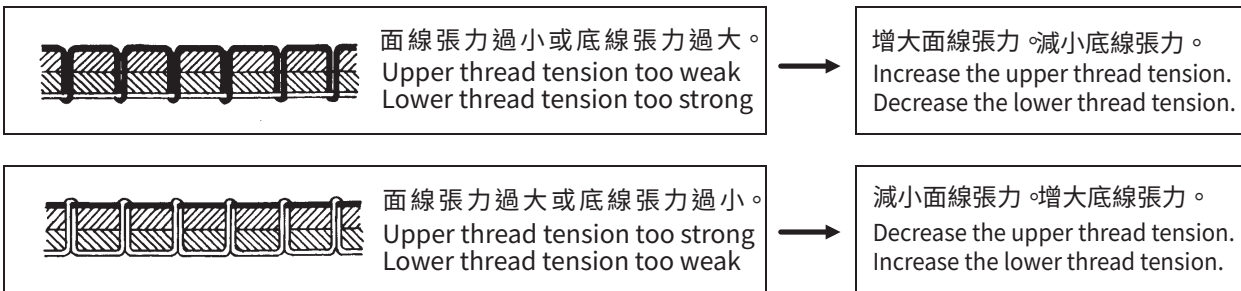 面線張力過小或底線張力過大。
Upper thread tension too weak
Lower thread tension too strong
增大面線張力。減小底線張力。
Increase the upper thread tension.
Decrease the lower thread tension.
面線張力過大或底線張力過小。
Upper thread tension too strong
Lower thread tension too weak
減小面線張力。增大底線張力。
Decrease the upper thread tension.
Increase the lower thread tension.